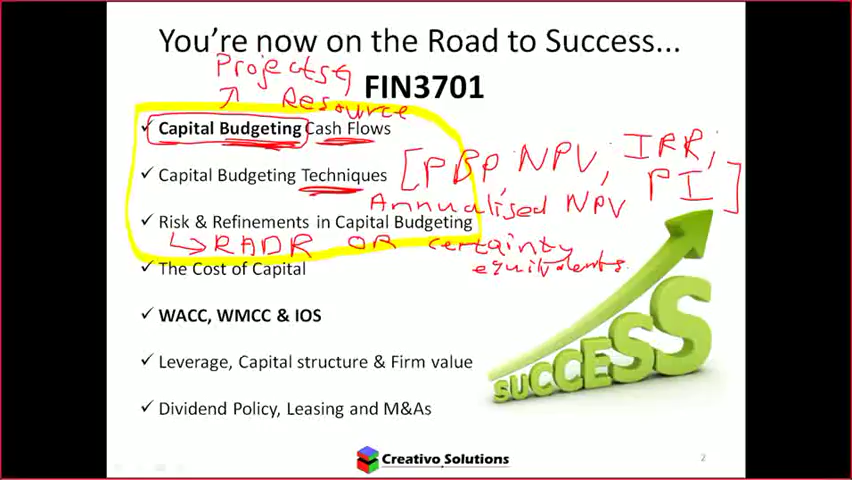 You're now on the Road to Success...
Projects
FIN3701
Resource
✓ Capital Budgeting Cash Flows
✓ Capital Budgeting Techniques [PBP, NPV, IRR, PI]
Annualised NPV
✓ Risk & Refinements in Capital Budgeting
RADR OR certainty equivalents.
✓ The Cost of Capital
✓ WACC, WMCC & IOS
✓ Leverage, Capital structure & Firm value
✓ Dividend Policy, Leasing and M&As
SUCCESS
Creativo Solutions
2